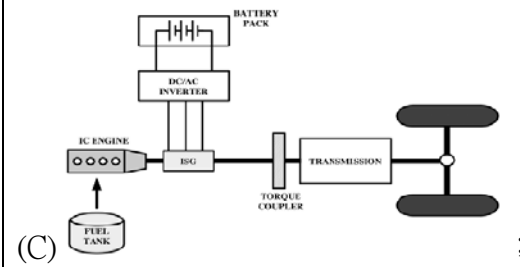 BATTERY
PACK
DC/AC
INVERTER
IC ENGINE
ISG
TRANSMISSION
TORQUE
COUPLER
FUEL
TANK
(C)
;